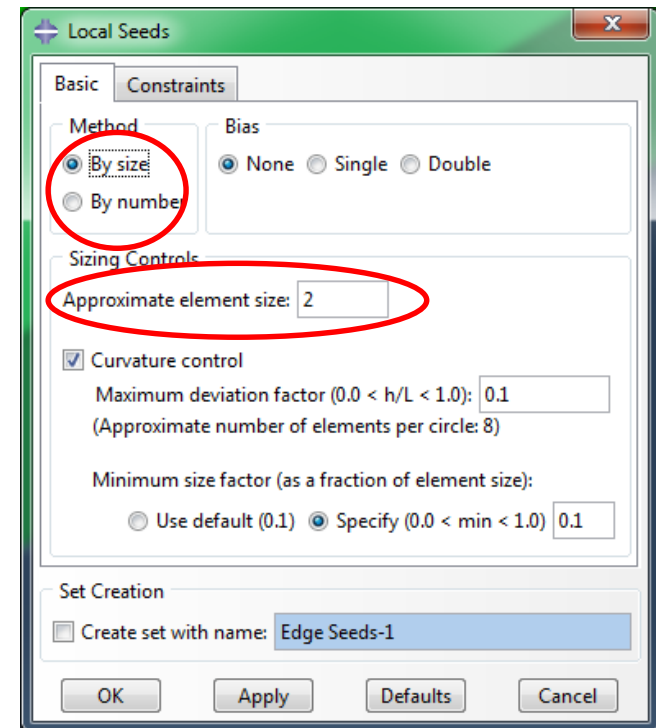 Local Seeds
Basic Constraints
Method Bias
By size None Single Double
By number
Sizing Controls
Approximate element size: 2
Curvature control
Maximum deviation factor (0.0 < h/L < 1.0): 0.1
(Approximate number of elements per circle: 8)
Minimum size factor (as a fraction of element size):
Use default (0.1) Specify (0.0 < min < 1.0) 0.1
Set Creation
Create set with name: Edge Seeds-1
OK Apply Defaults Cancel